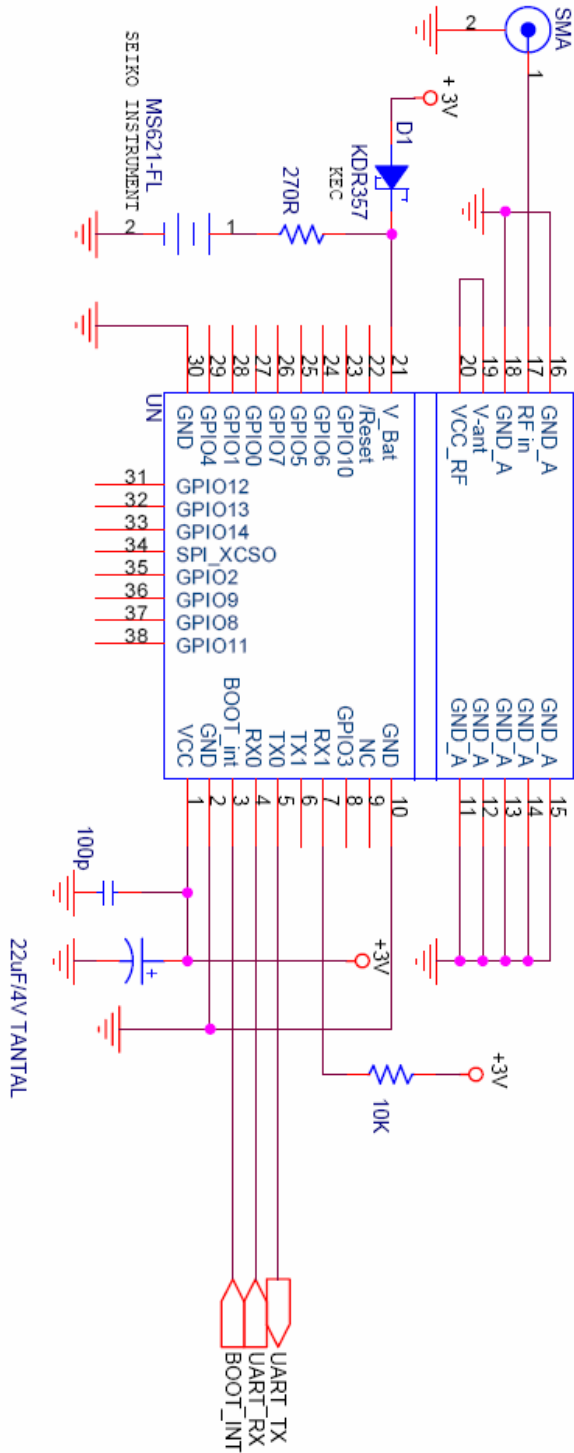 SMA
2
1
+3V
D1
KDR357
KEC
270R
MS621-FL
SEIKO INSTRUMENT
1
2
16
17
18
19
20
GND_A
RF in
GND_A
V-ant
VCC_RF
21
22
23
24
25
26
27
28
29
30
V_Bat
/Reset
GPIO10
GPIO6
GPIO5
GPIO7
GPIO0
GPIO1
GPIO4
GND
UN
31
32
33
34
35
36
37
38
GPIO12
GPIO13
GPIO14
SPI_XCSO
GPIO2
GPIO9
GPIO8
GPIO11
GND_A
GND_A
GND_A
GND_A
GND_A
15
14
13
12
11
GND
NC
GPIO3
RX1
TX1
TX0
RX0
BOOT_int
GND
VCC
10
9
8
7
6
5
4
3
2
1
100p
+
22uF/4V TANTAL
+3V
10K
+3V
UART_TX
UART_RX
BOOT_INT